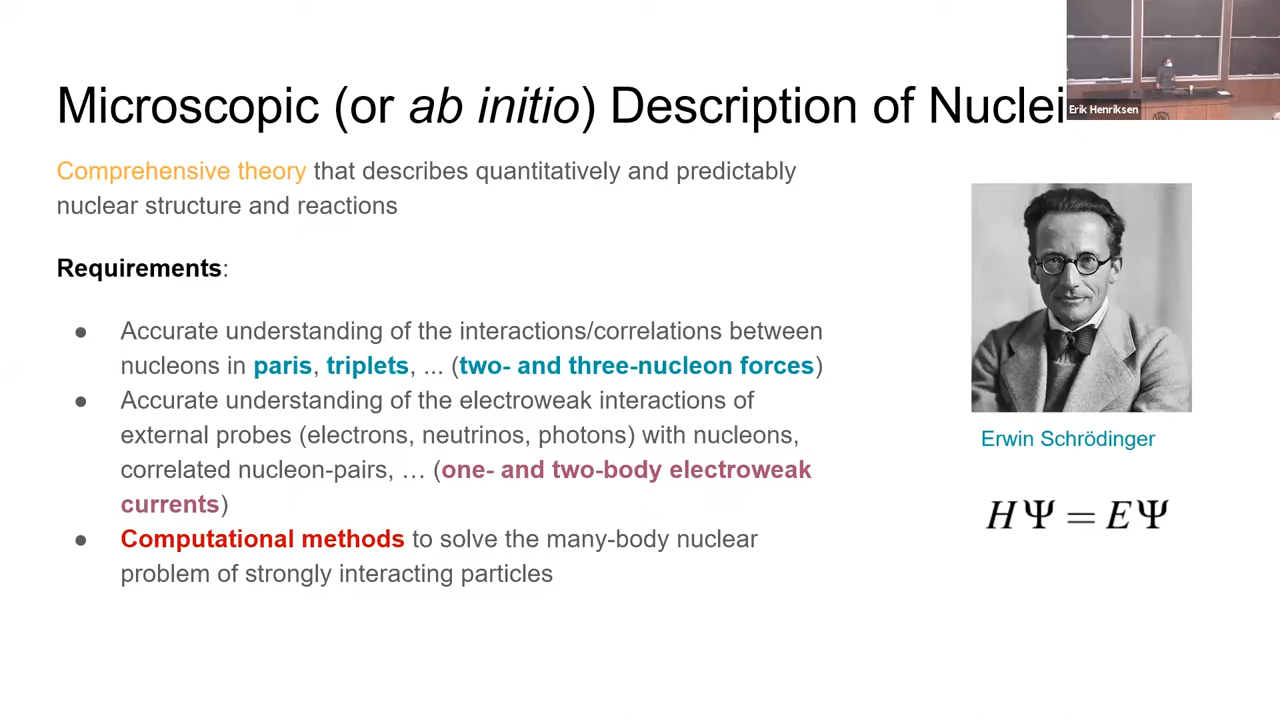 Microscopic (or ab initio) Description of Nuclei
Erik Henriksen
Comprehensive theory that describes quantitatively and predictably
nuclear structure and reactions
Requirements:
● Accurate understanding of the interactions/correlations between
nucleons in paris, triplets, ... (two- and three-nucleon forces)
● Accurate understanding of the electroweak interactions of
external probes (electrons, neutrinos, photons) with nucleons,
correlated nucleon-pairs, … (one- and two-body electroweak
currents)
● Computational methods to solve the many-body nuclear
problem of strongly interacting particles
Erwin Schrödinger
HΨ = EΨ